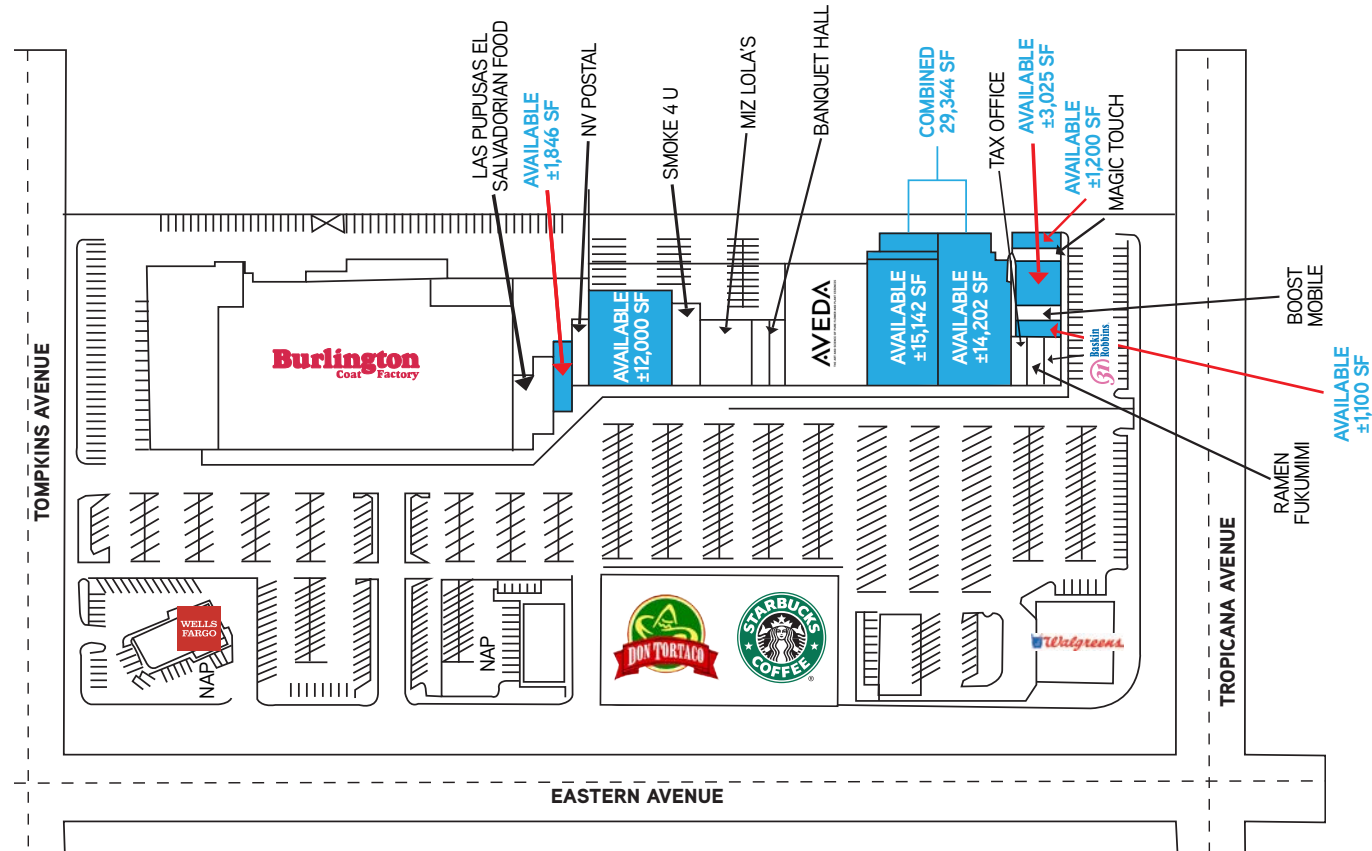 TOMPKINS AVENUE
LAS PUPUSAS EL
SALVADORIAN FOOD
AVAILABLE
±1,846 SF
NV POSTAL
SMOKE 4 U
MIZ LOLA'S
BANQUET HALL
COMBINED
29,344 SF
TAX OFFICE
AVAILABLE
±3,025 SF
AVAILABLE
±1,200 SF
MAGIC TOUCH
BOOST
MOBILE
AVAILABLE
±1,100 SF
RAMEN
FUKUMIMI
Burlington
Coat Factory
AVAILABLE
±12,000 SF
AVEDA
AVAILABLE
±15,142 SF
AVAILABLE
±14,202 SF
31
Baskin
Robbins
WELLS
FARGO
NAP
NAP
DON TORTACO
STARBUCKS
COFFEE
®
Walgreens
TROPICANA AVENUE
EASTERN AVENUE